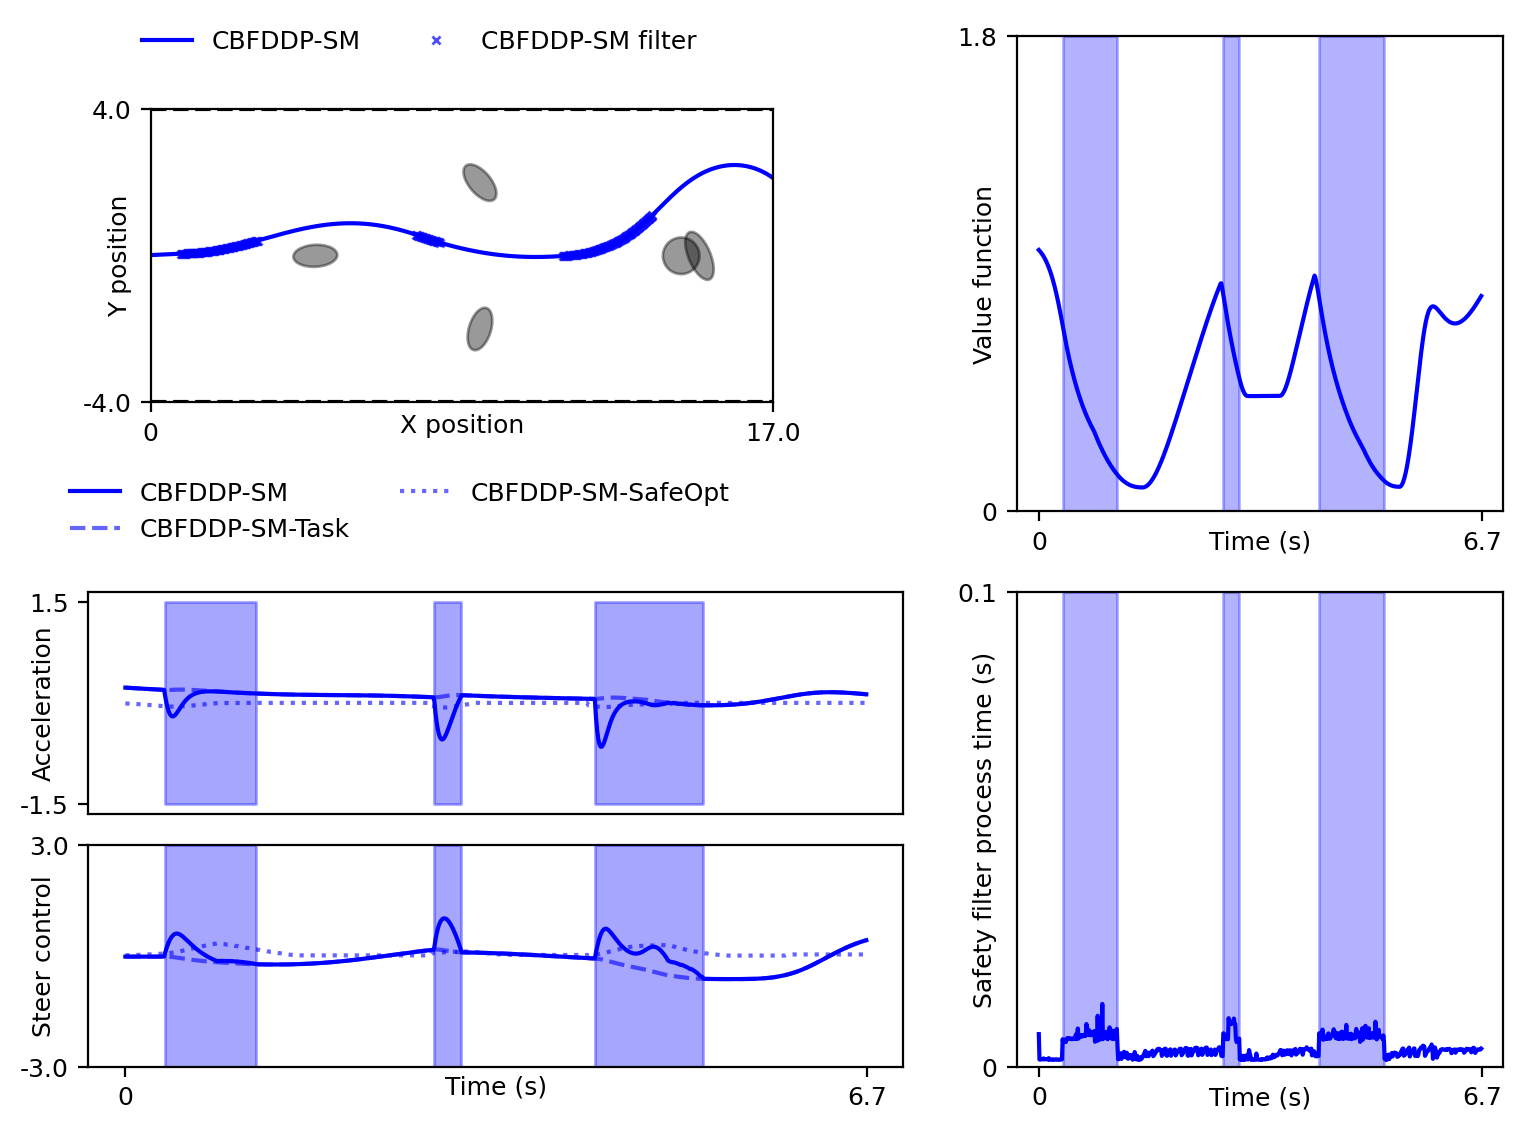 CBFDDP-SM
CBFDDP-SM filter
4.0
Y position
-4.0
0
X position
17.0
1.8
Value function
0
0
Time (s)
6.7
CBFDDP-SM
CBFDDP-SM-SafeOpt
CBFDDP-SM-Task
1.5
Acceleration
-1.5
3.0
Steer control
-3.0
0
Time (s)
6.7
0.1
Safety filter process time (s)
0
0
Time (s)
6.7